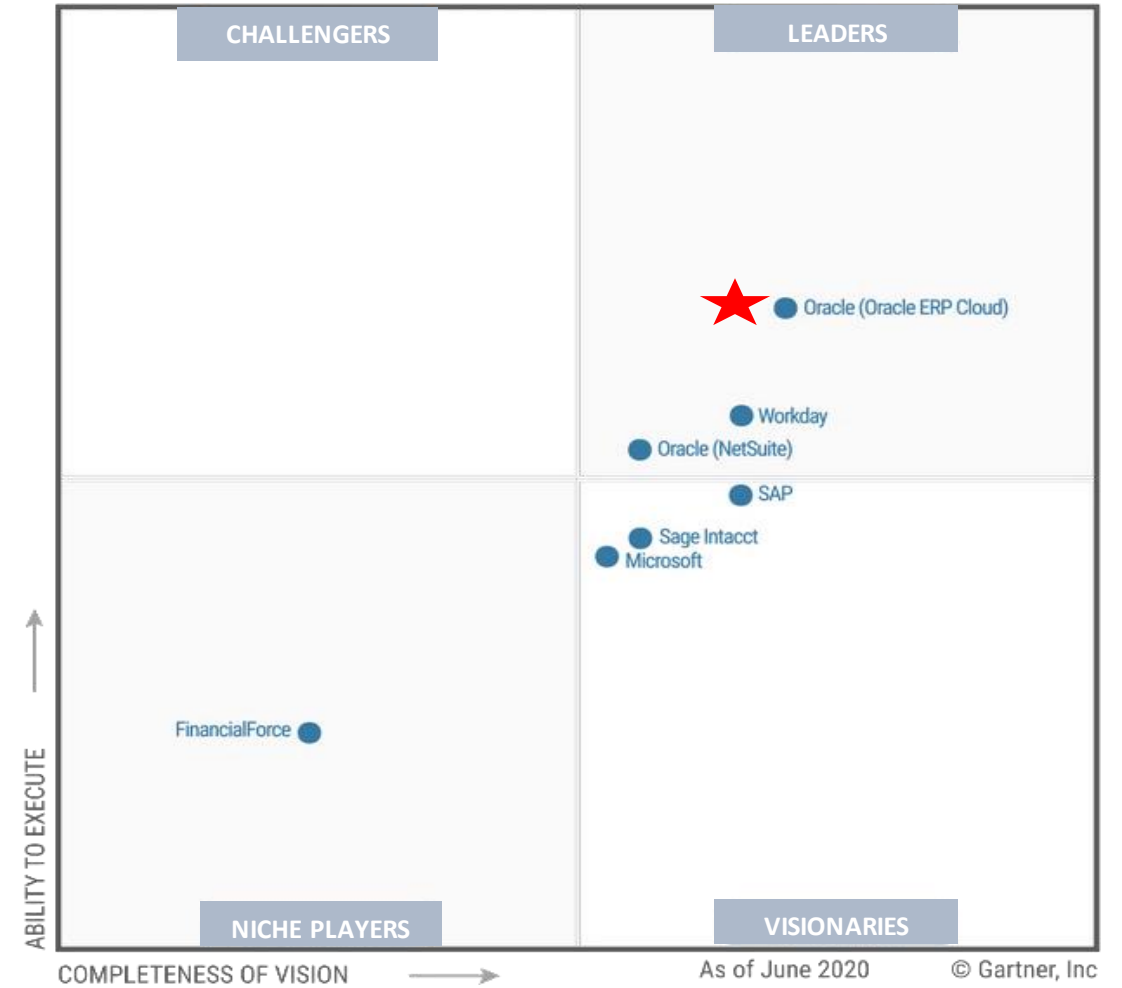 CHALLENGERS
LEADERS
Oracle (Oracle ERP Cloud)
Workday
Oracle (NetSuite)
SAP
Sage Intacct
Microsoft
FinancialForce
ABILITY TO EXECUTE
NICHE PLAYERS
VISIONARIES
COMPLETENESS OF VISION
As of June 2020
© Gartner, Inc